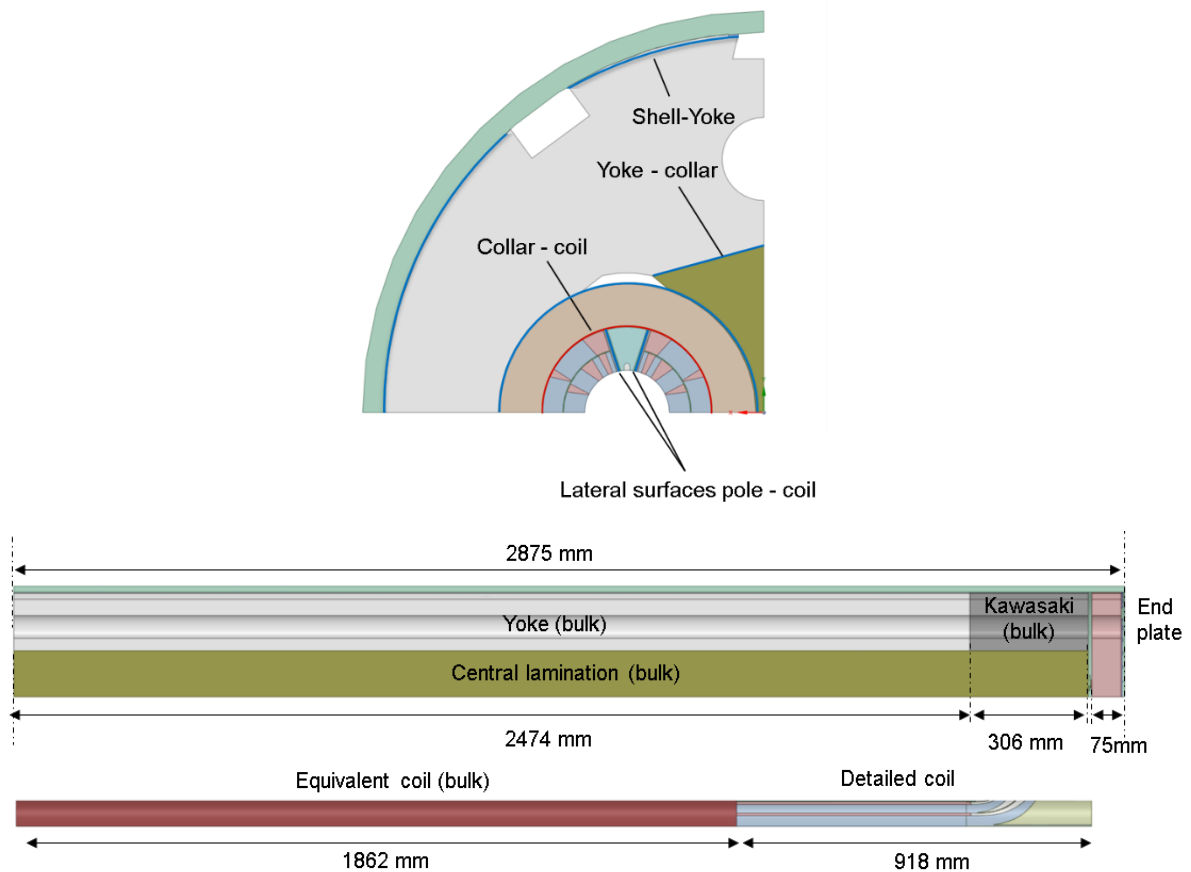 Shell-Yoke
Yoke - collar
Collar - coil
Lateral surfaces pole - coil
2875 mm
Yoke (bulk)
Kawasaki
(bulk)
End
plate
Central lamination (bulk)
2474 mm
306 mm
75mm
Equivalent coil (bulk)
Detailed coil
1862 mm
918 mm